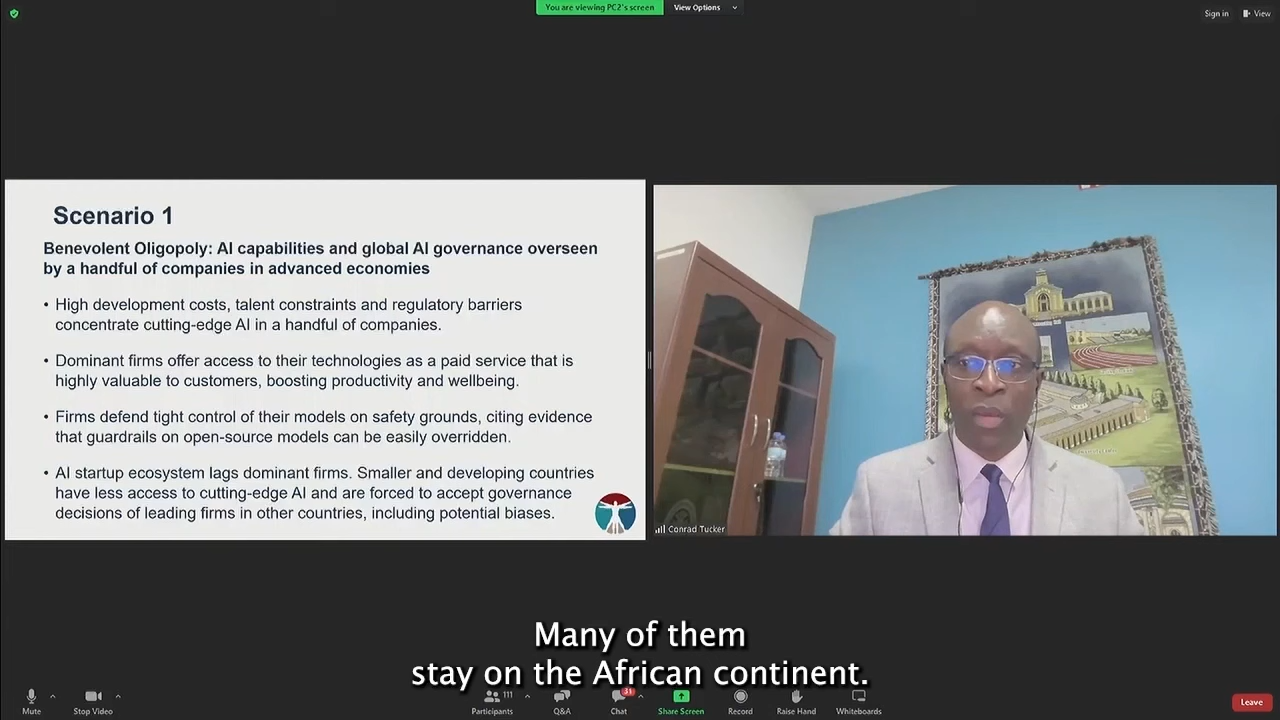 You are viewing PC2's screen
View Options
Sign in
View
Scenario 1
Benevolent Oligopoly: AI capabilities and global AI governance overseen
by a handful of companies in advanced economies
• High development costs, talent constraints and regulatory barriers
concentrate cutting-edge AI in a handful of companies.
• Dominant firms offer access to their technologies as a paid service that is
highly valuable to customers, boosting productivity and wellbeing.
• Firms defend tight control of their models on safety grounds, citing evidence
that guardrails on open-source models can be easily overridden.
• AI startup ecosystem lags dominant firms. Smaller and developing countries
have less access to cutting-edge AI and are forced to accept governance
decisions of leading firms in other countries, including potential biases.
Conrad Tucker
Many of them
stay on the African continent.
111
31
Mute
Stop Video
Participants
Q&A
Chat
Share Screen
Record
Raise Hand
Whiteboards
Leave